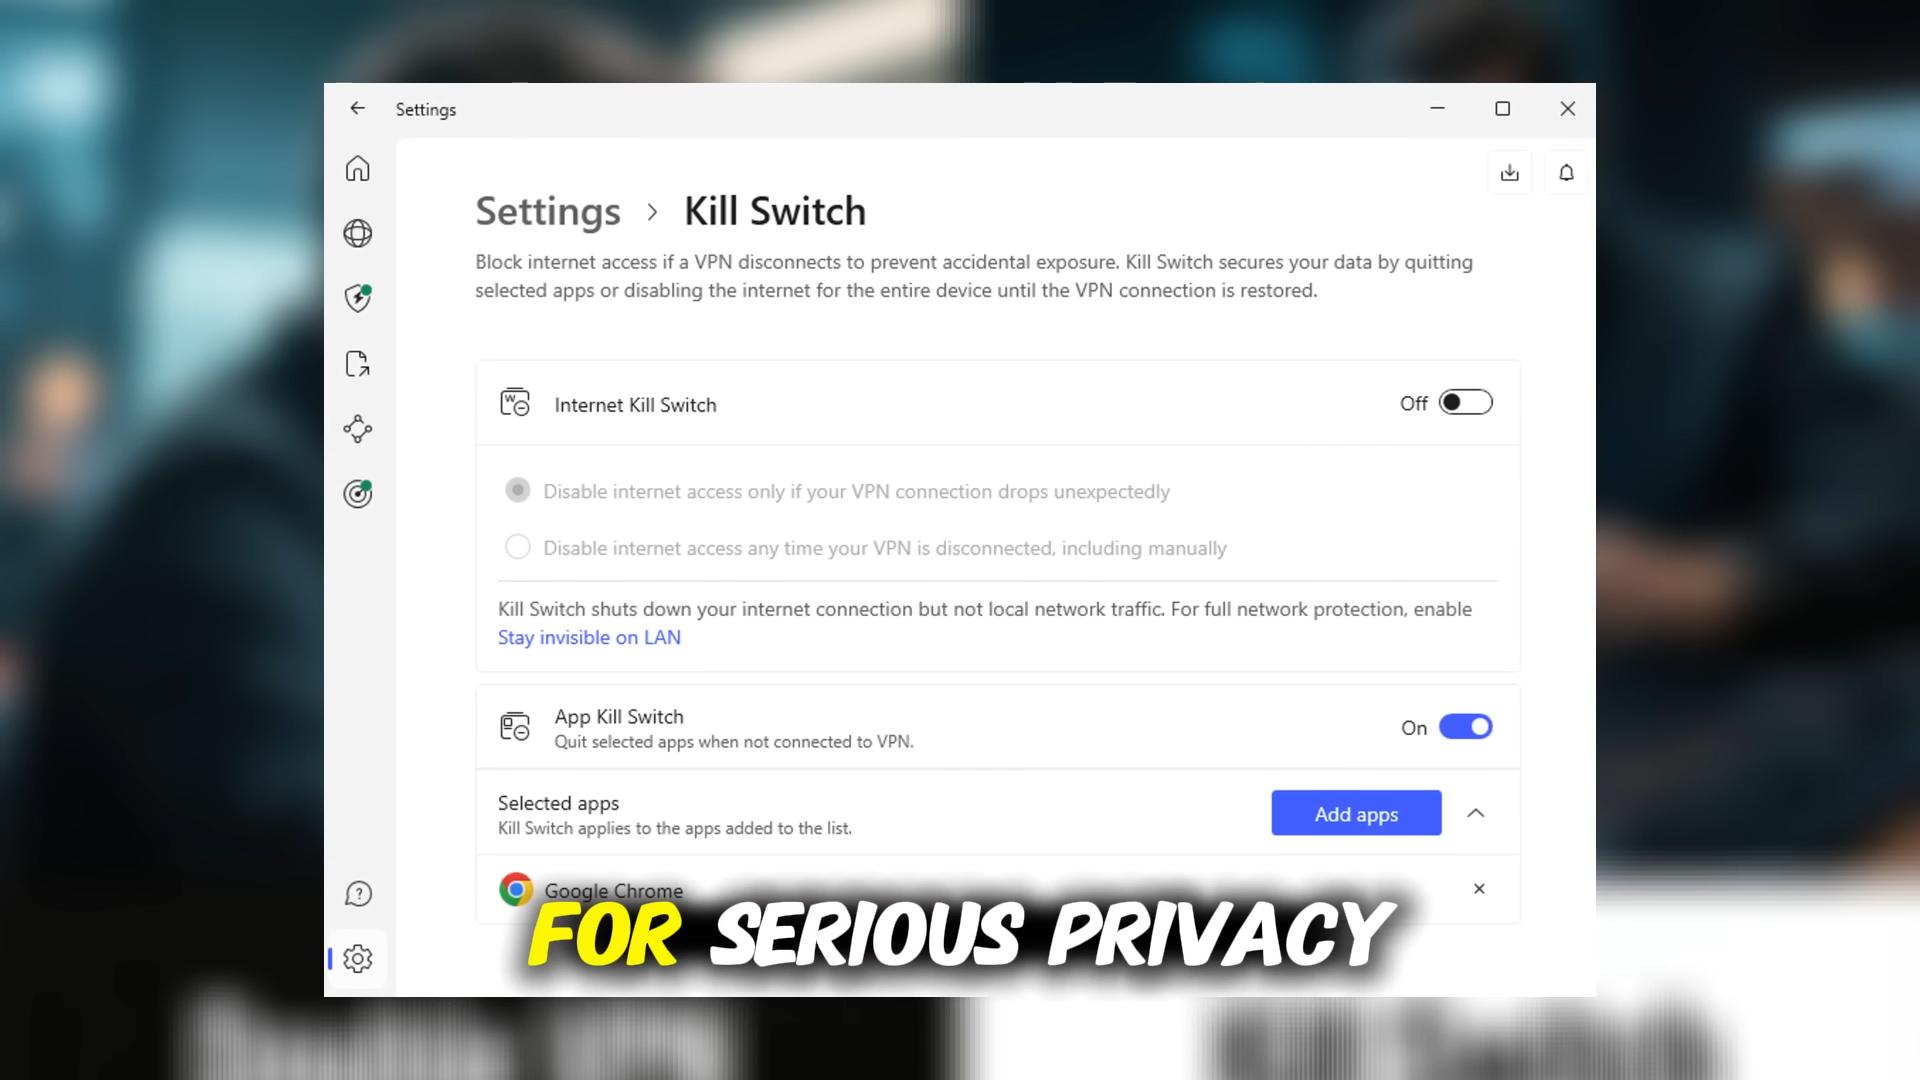 Settings
Settings > Kill Switch
Block internet access if a VPN disconnects to prevent accidental exposure. Kill Switch secures your data by quitting
selected apps or disabling the internet for the entire device until the VPN connection is restored.
Internet Kill Switch
Off
Disable internet access only if your VPN connection drops unexpectedly
Disable internet access any time your VPN is disconnected, including manually
Kill Switch shuts down your internet connection but not local network traffic. For full network protection, enable
Stay invisible on LAN
App Kill Switch
On
Quit selected apps when not connected to VPN.
Selected apps
Add apps
Kill Switch applies to the apps added to the list.
Google Chrome
FOR SERIOUS PRIVACY